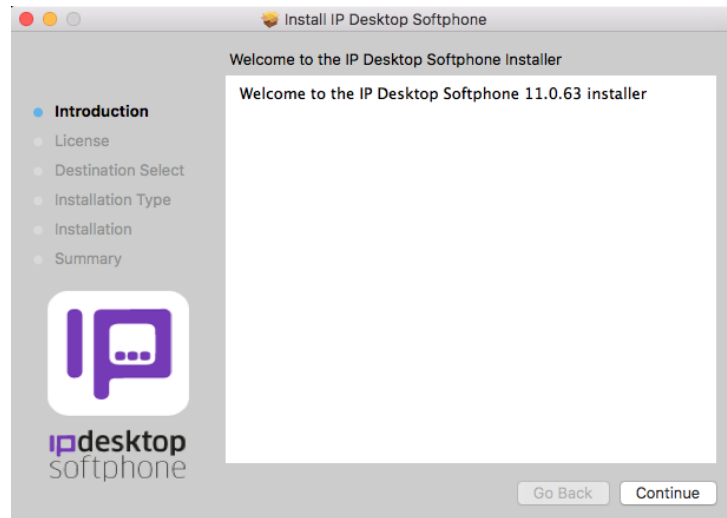 Install IP Desktop Softphone
Welcome to the IP Desktop Softphone Installer
Welcome to the IP Desktop Softphone 11.0.63 installer
Introduction
License
Destination Select
Installation Type
Installation
Summary
IP
ipdesktop
softphone
Go Back
Continue